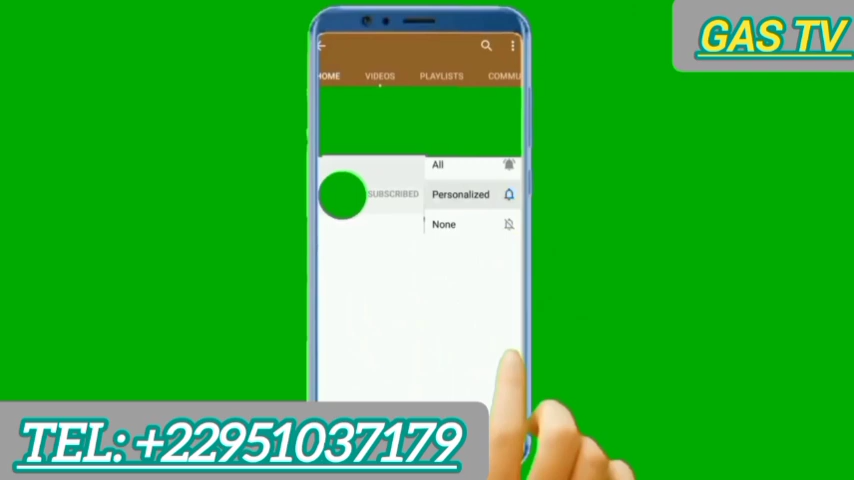 GAS TV
HOME VIDEOS PLAYLISTS COMMU
All
SUBSCRIBED Personalized
None
TEL: +22951037179